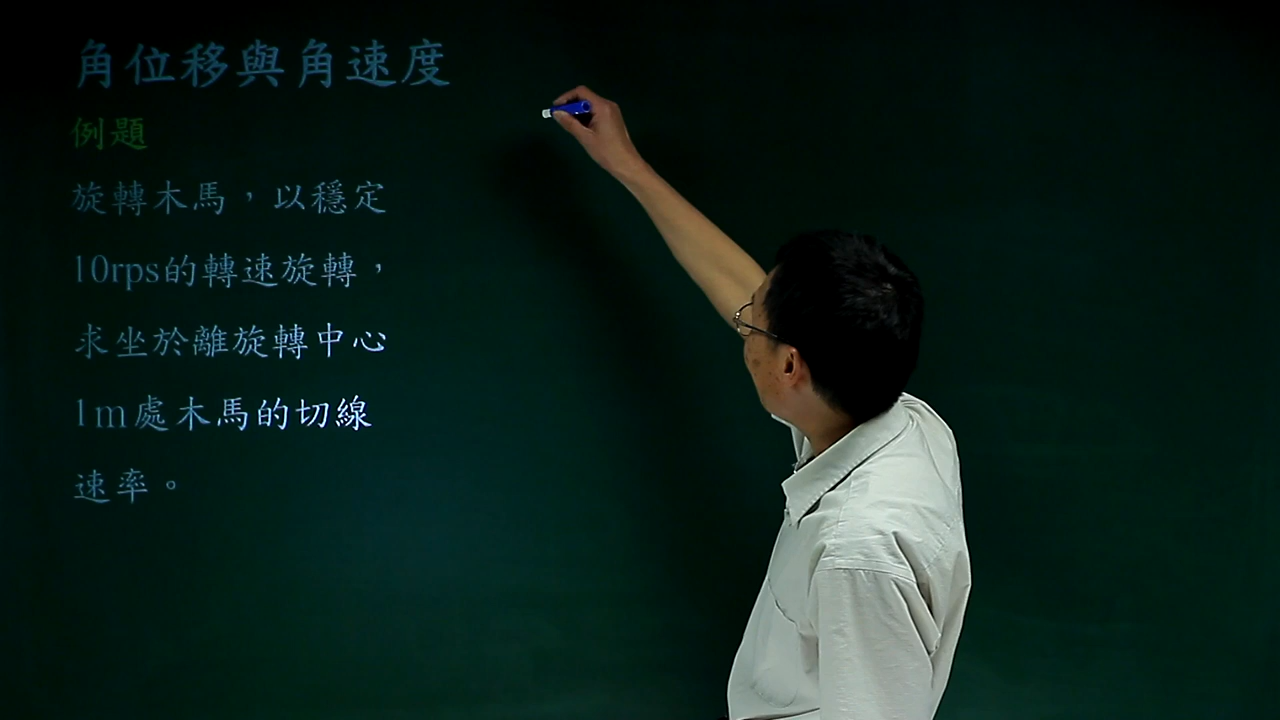 角位移與角速度
例題
旋轉木馬，以穩定
10rps的轉速旋轉，
求坐於離旋轉中心
1m處木馬的切線
速率。